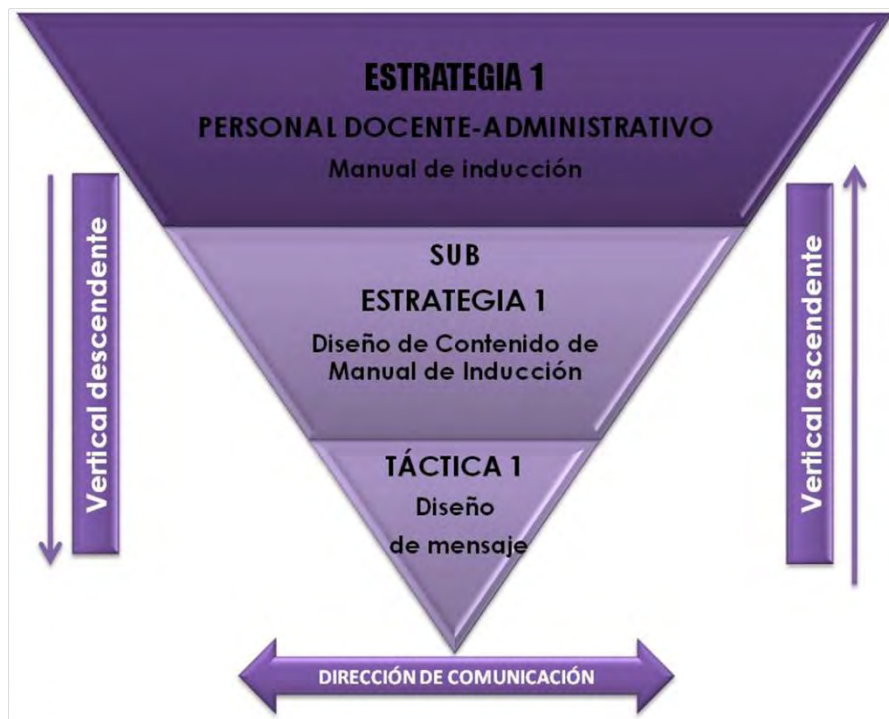 ESTRATEGIA 1
PERSONAL DOCENTE-ADMINISTRATIVO
Manual de inducción
SUB
ESTRATEGIA 1
Diseño de Contenido de
Manual de Inducción
TÁCTICA 1
Diseño
de mensaje
Vertical descendente
Vertical ascendente
DIRECCIÓN DE COMUNICACIÓN